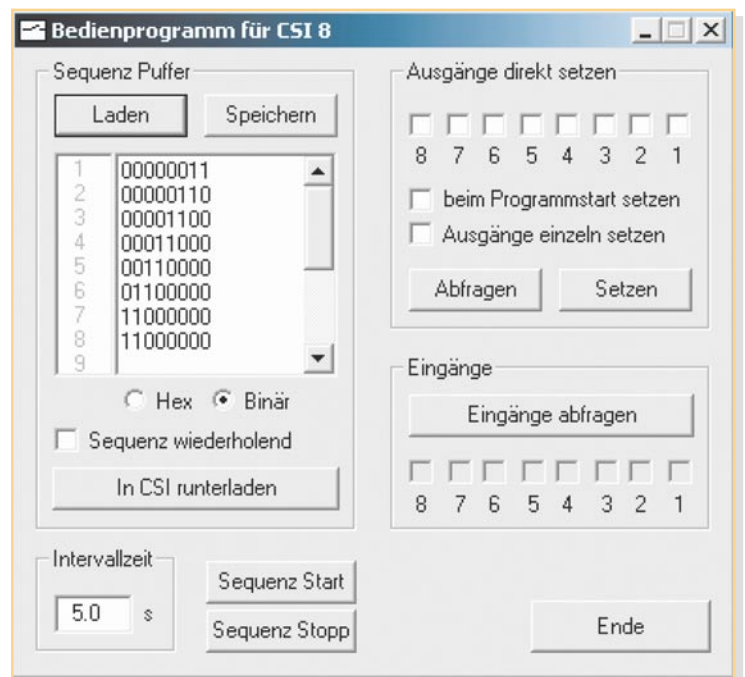 Bedienprogramm für CSI 8
Sequenz Puffer
Laden Speichern
1 00000011
2 00000110
3 00001100
4 00011000
5 00110000
6 01100000
7 11000000
8 11000000
9
Hex Binär
Sequenz wiederholend
In CSI runterladen
Intervallzeit
5.0 s
Sequenz Start
Sequenz Stopp
Ausgänge direkt setzen
8 7 6 5 4 3 2 1
beim Programmstart setzen
Ausgänge einzeln setzen
Abfragen Setzen
Eingänge
Eingänge abfragen
8 7 6 5 4 3 2 1
Ende